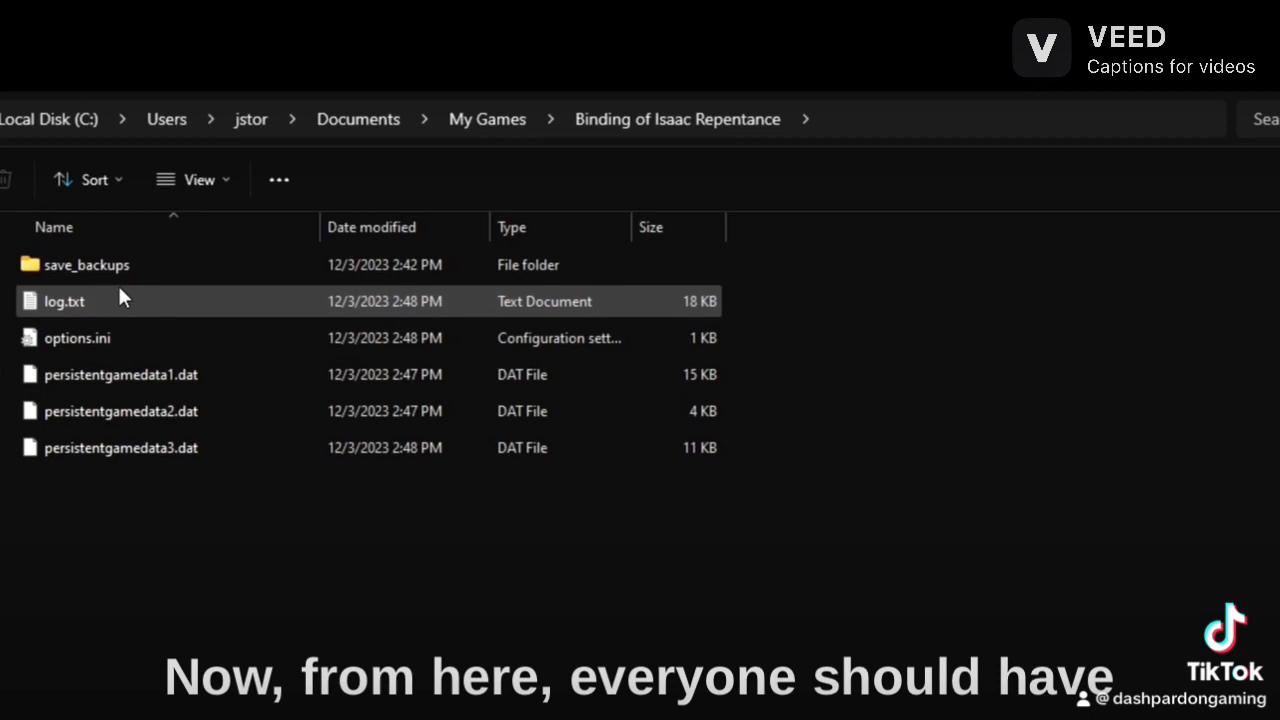 VEED
Captions for videos
Local Disk (C:) > Users > jstor > Documents > My Games > Binding of Isaac Repentance >
Sort View ...
Name Date modified Type Size
save_backups 12/3/2023 2:42 PM File folder
log.txt 12/3/2023 2:48 PM Text Document 18 KB
options.ini 12/3/2023 2:48 PM Configuration sett... 1 KB
persistentgamedata1.dat 12/3/2023 2:47 PM DAT File 15 KB
persistentgamedata2.dat 12/3/2023 2:47 PM DAT File 4 KB
persistentgamedata3.dat 12/3/2023 2:48 PM DAT File 11 KB
Now, from here, everyone should have
TikTok
@dashpardongaming